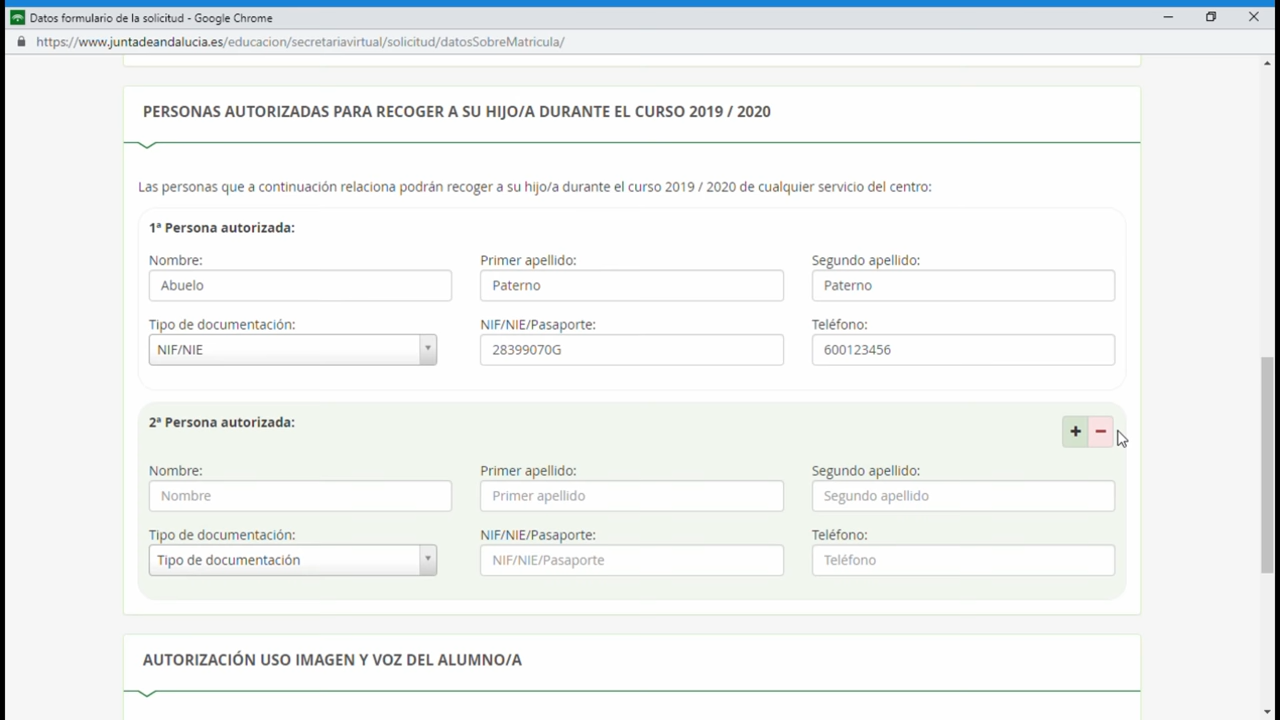 Datos formulario de la solicitud - Google Chrome
https://www.juntadeandalucia.es/educacion/secretariavirtual/solicitud/datosSobreMatricula/
PERSONAS AUTORIZADAS PARA RECOGER A SU HIJO/A DURANTE EL CURSO 2019 / 2020
Las personas que a continuación relaciona podrán recoger a su hijo/a durante el curso 2019 / 2020 de cualquier servicio del centro:
1ª Persona autorizada:
Nombre: Primer apellido: Segundo apellido:
Abuelo Paterno Paterno
Tipo de documentación: NIF/NIE/Pasaporte: Teléfono:
NIF/NIE 28399070G 600123456
2ª Persona autorizada:
+ −
Nombre: Primer apellido: Segundo apellido:
Nombre Primer apellido Segundo apellido
Tipo de documentación: NIF/NIE/Pasaporte: Teléfono:
Tipo de documentación NIF/NIE/Pasaporte Teléfono
AUTORIZACIÓN USO IMAGEN Y VOZ DEL ALUMNO/A